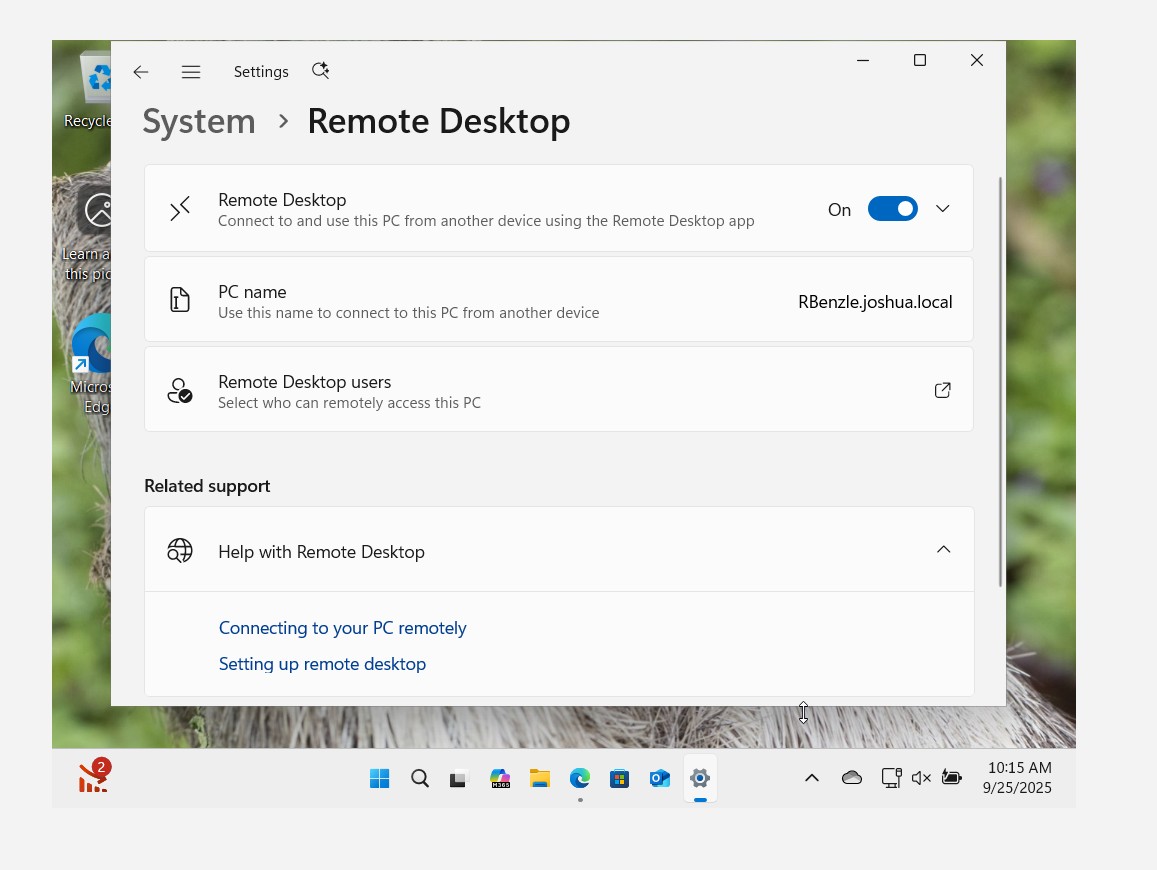 Settings
System > Remote Desktop
Recycle
Remote Desktop
Connect to and use this PC from another device using the Remote Desktop app
On
Learn a
this pic
PC name
Use this name to connect to this PC from another device
RBenzle.joshua.local
Micros
Edg
Remote Desktop users
Select who can remotely access this PC
Related support
Help with Remote Desktop
Connecting to your PC remotely
Setting up remote desktop
2
M365
10:15 AM
9/25/2025